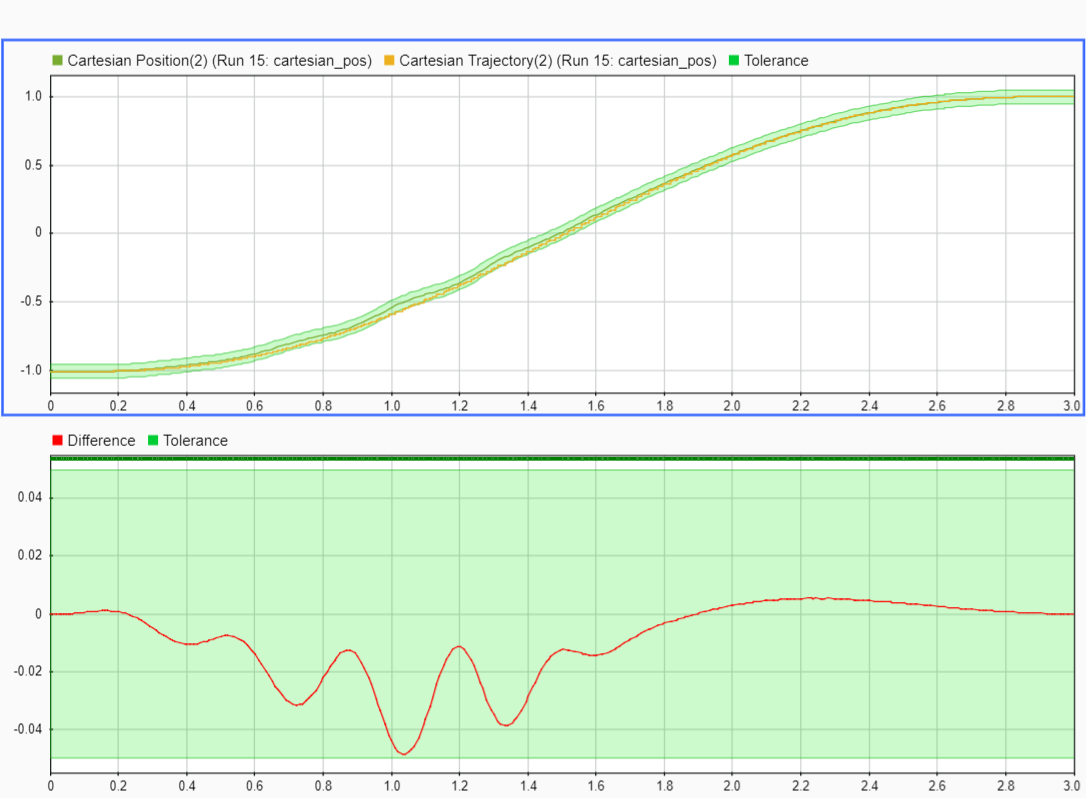 Cartesian Position(2) (Run 15: cartesian_pos) Cartesian Trajectory(2) (Run 15: cartesian_pos) Tolerance
1.0
0.5
0
-0.5
-1.0
0 0.2 0.4 0.6 0.8 1.0 1.2 1.4 1.6 1.8 2.0 2.2 2.4 2.6 2.8 3.0
Difference Tolerance
0.04
0.02
0
-0.02
-0.04
0 0.2 0.4 0.6 0.8 1.0 1.2 1.4 1.6 1.8 2.0 2.2 2.4 2.6 2.8 3.0